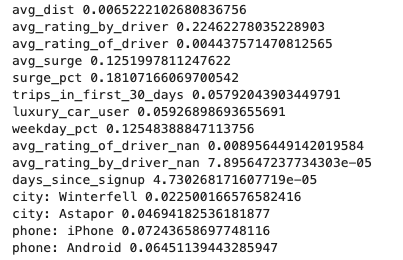 avg_dist 0.0065222102680836756
avg_rating_by_driver 0.22462278035228903
avg_rating_of_driver 0.004437571470812565
avg_surge 0.1251997811247622
surge_pct 0.18107166069700542
trips_in_first_30_days 0.05792043903449791
luxury_car_user 0.05926898693655691
weekday_pct 0.12548388847113756
avg_rating_of_driver_nan 0.008956449142019584
avg_rating_by_driver_nan 7.895647237734303e-05
days_since_signup 4.730268171607719e-05
city: Winterfell 0.022500166576582416
city: Astapor 0.04694182536181877
phone: iPhone 0.07243658697748116
phone: Android 0.06451139443285947